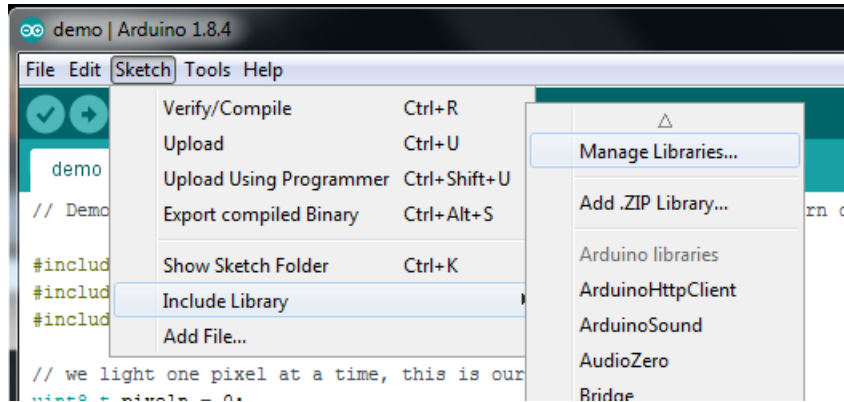 demo | Arduino 1.8.4
File Edit Sketch Tools Help
Verify/Compile Ctrl+R
Upload Ctrl+U
Upload Using Programmer Ctrl+Shift+U
Export compiled Binary Ctrl+Alt+S
Show Sketch Folder Ctrl+K
Include Library
Add File...
Manage Libraries...
Add .ZIP Library...
Arduino libraries
ArduinoHttpClient
ArduinoSound
AudioZero
Bridge
demo
// Demo
#includ
#includ
#includ
// we light one pixel at a time, this is our
uint8_t pixeln = 0;